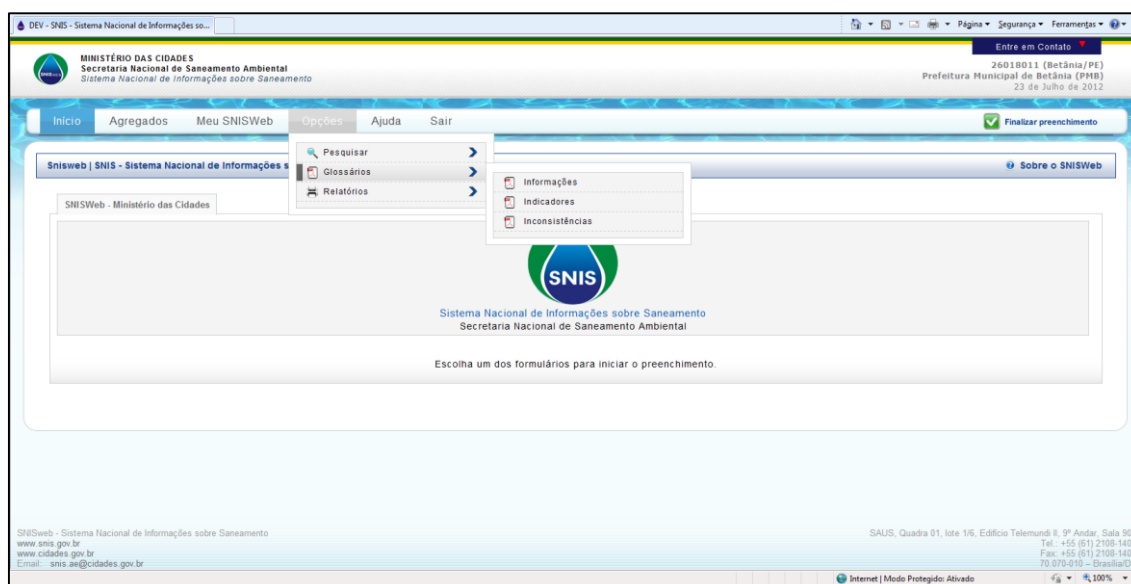 DEV - SNIS - Sistema Nacional de Informações so...
Página Segurança Ferramentas
MINISTÉRIO DAS CIDADES
Secretaria Nacional de Saneamento Ambiental
Sistema Nacional de Informações sobre Saneamento
Entre em Contato
26018011 (Betânia/PE)
Prefeitura Municipal de Betânia (PMB)
23 de Julho de 2012
Início Agregados Meu SNISWeb Opções Ajuda Sair
Finalizar preenchimento
Snisweb | SNIS - Sistema Nacional de Informações s
Sobre o SNISWeb
Pesquisar
Glossários
Relatórios
Informações
Indicadores
Inconsistências
SNISWeb - Ministério das Cidades
SNIS
Sistema Nacional de Informações sobre Saneamento
Secretaria Nacional de Saneamento Ambiental
Escolha um dos formulários para iniciar o preenchimento.
SNISweb - Sistema Nacional de Informações sobre Saneamento
www.snis.gov.br
www.cidades.gov.br
Email: snis.ae@cidades.gov.br
SAUS, Quadra 01, lote 1/6, Edifício Telemundi II, 9º Andar, Sala 90
Tel.: +55 (61) 2108-140
Fax: +55 (61) 2108-140
70.070-010 – Brasília/D
Internet | Modo Protegido: Ativado
100%